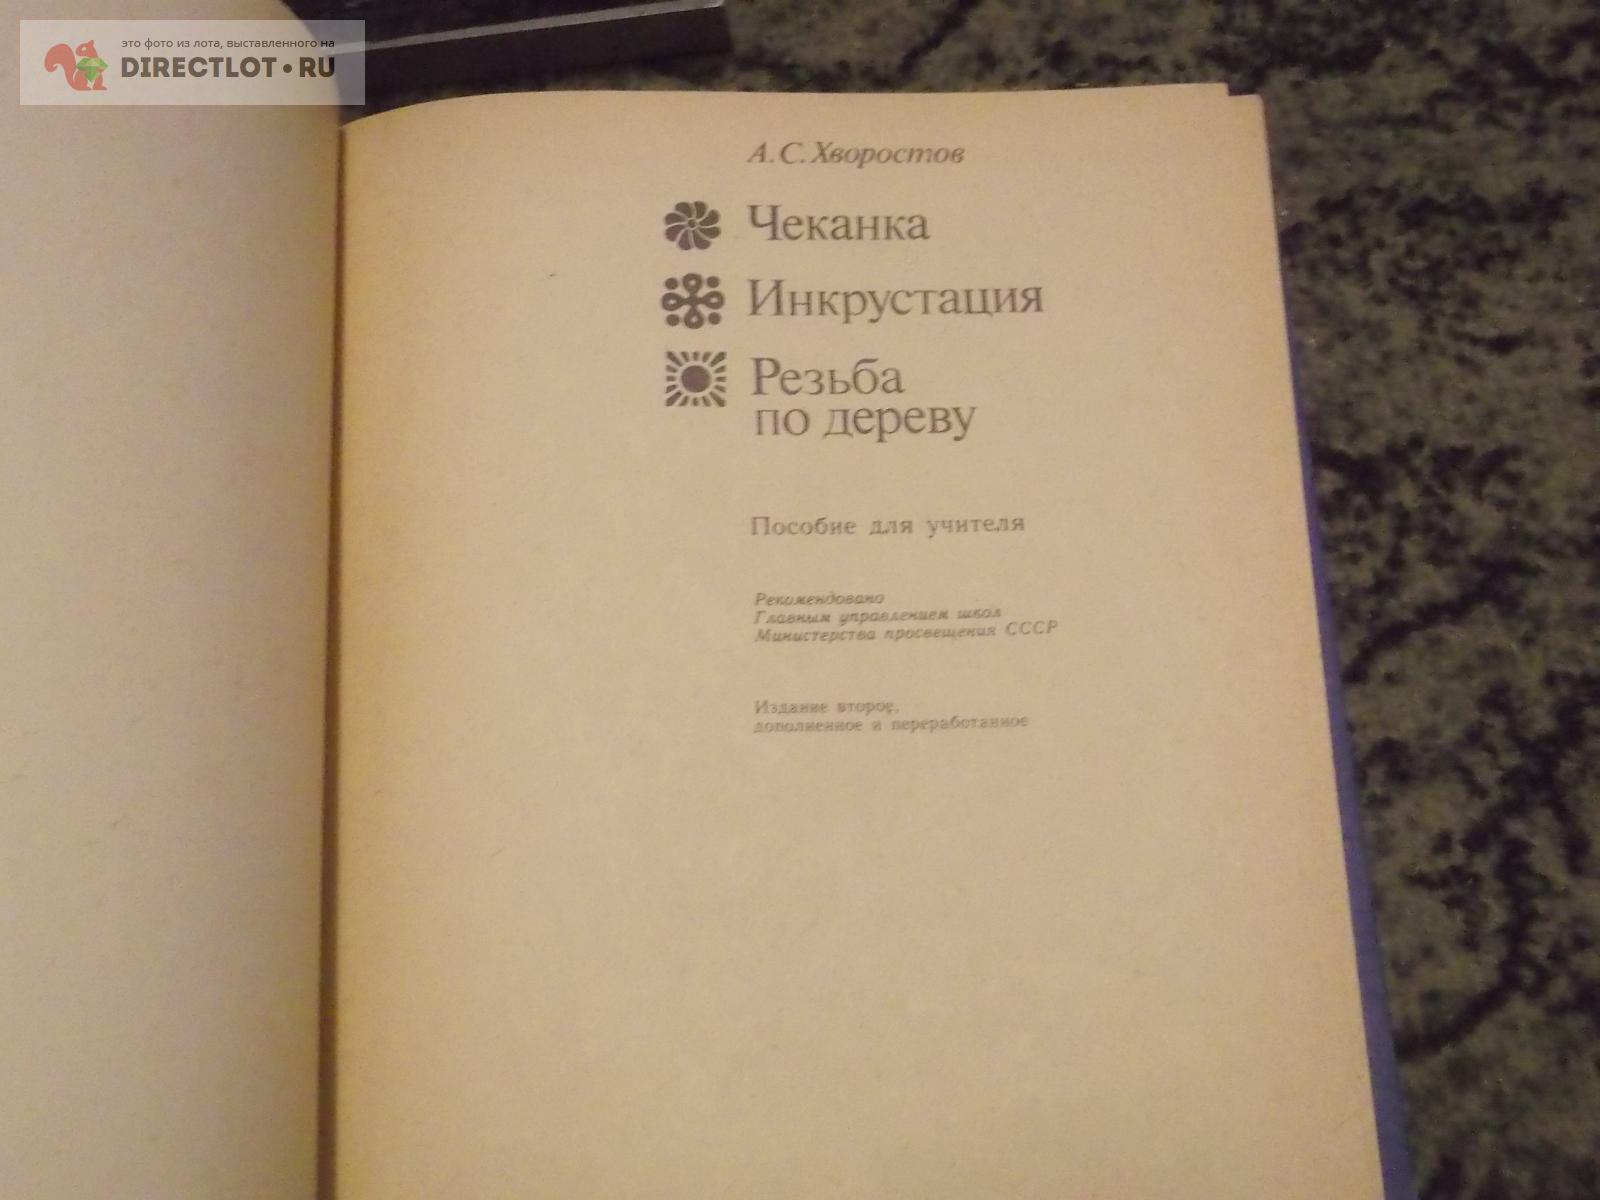 это фото из лота, выставленного на
DIRECTLOT•RU
А. С. Хворостов
Чеканка
Инкрустация
Резьба
по дереву
Пособие для учителя
Рекомендовано
Главным управлением школ
Министерства просвещения СССР
Издание второе,
дополненное и переработанное